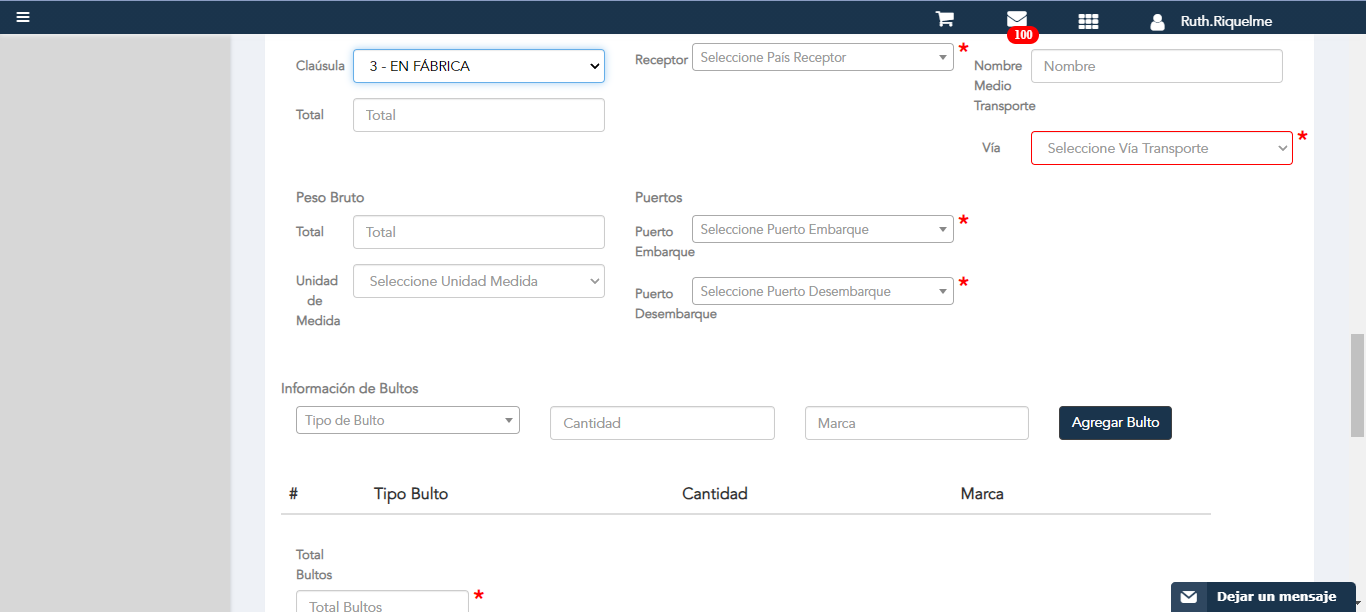 Ruth.Riquelme
100
Claúsula
3 - EN FÁBRICA
Total
Total
Receptor
Seleccione País Receptor
*
Nombre
Medio
Transporte
Nombre
Vía
Seleccione Vía Transporte
*
Peso Bruto
Total
Total
Unidad
de
Medida
Seleccione Unidad Medida
Puertos
Puerto
Embarque
Seleccione Puerto Embarque
*
Puerto
Desembarque
Seleccione Puerto Desembarque
*
Información de Bultos
Tipo de Bulto
Cantidad
Marca
Agregar Bulto
# Tipo Bulto Cantidad Marca
Total
Bultos
Total Bultos
*
Dejar un mensaje